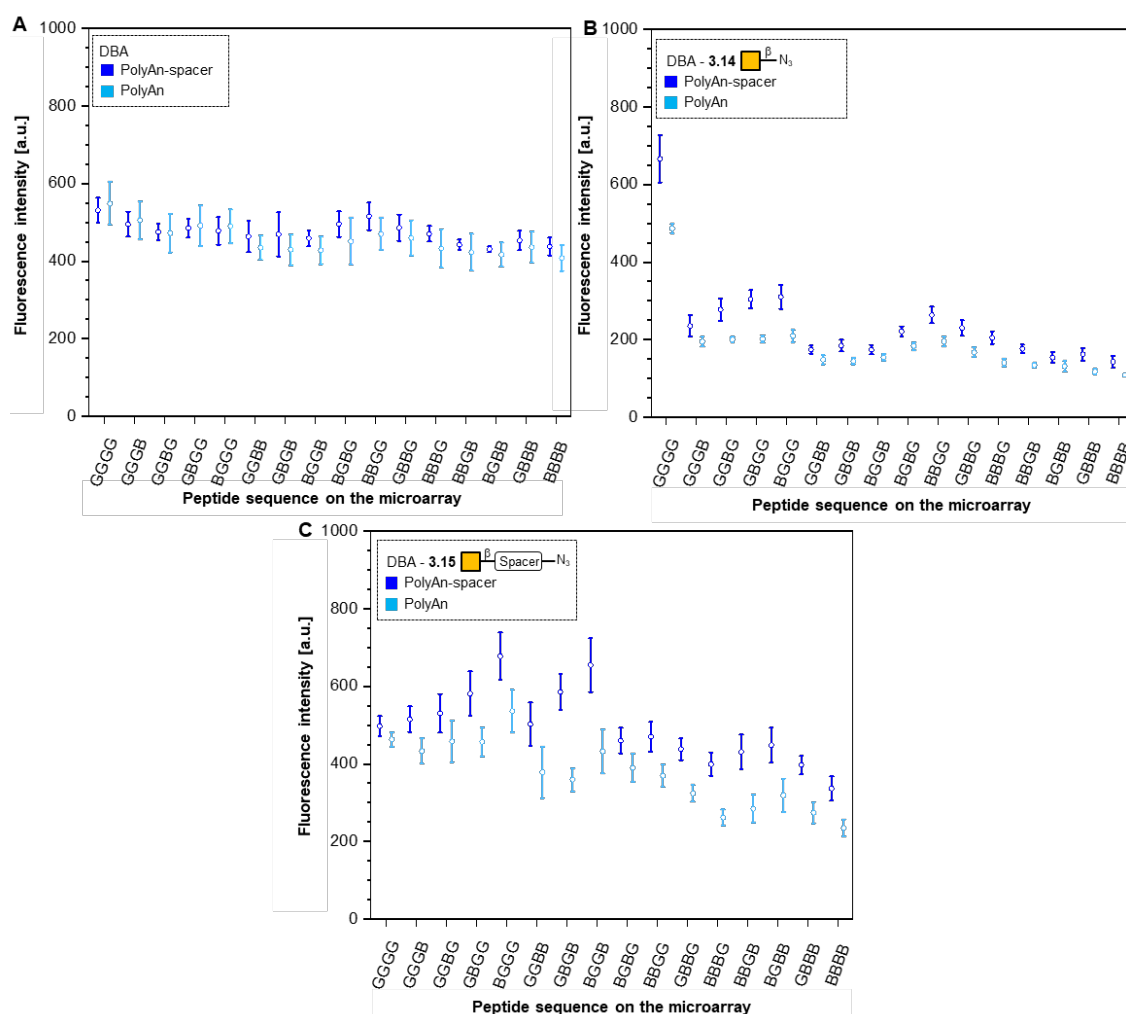 A
Fluorescence intensity [a.u.]
1000
800
600
400
200
0
DBA
PolyAn-spacer
PolyAn
GGGG GGGB GGBG GBGG BGGG GGBB GBGB BGGB BGBG BBGG GBBG BBBG BBGB BGBB GBBB BBBB
Peptide sequence on the microarray
B
Fluorescence intensity [a.u.]
1000
800
600
400
200
0
DBA - 3.14 β N3
PolyAn-spacer
PolyAn
GGGG GGGB GGBG GBGG BGGG GGBB GBGB BGGB BGBG BBGG GBBG BBBG BBGB BGBB GBBB BBBB
Peptide sequence on the microarray
C
Fluorescence intensity [a.u.]
1000
800
600
400
200
0
DBA - 3.15 β Spacer N3
PolyAn-spacer
PolyAn
GGGG GGGB GGBG GBGG BGGG GGBB GBGB BGGB BGBG BBGG GBBG BBBG BBGB BGBB GBBB BBBB
Peptide sequence on the microarray